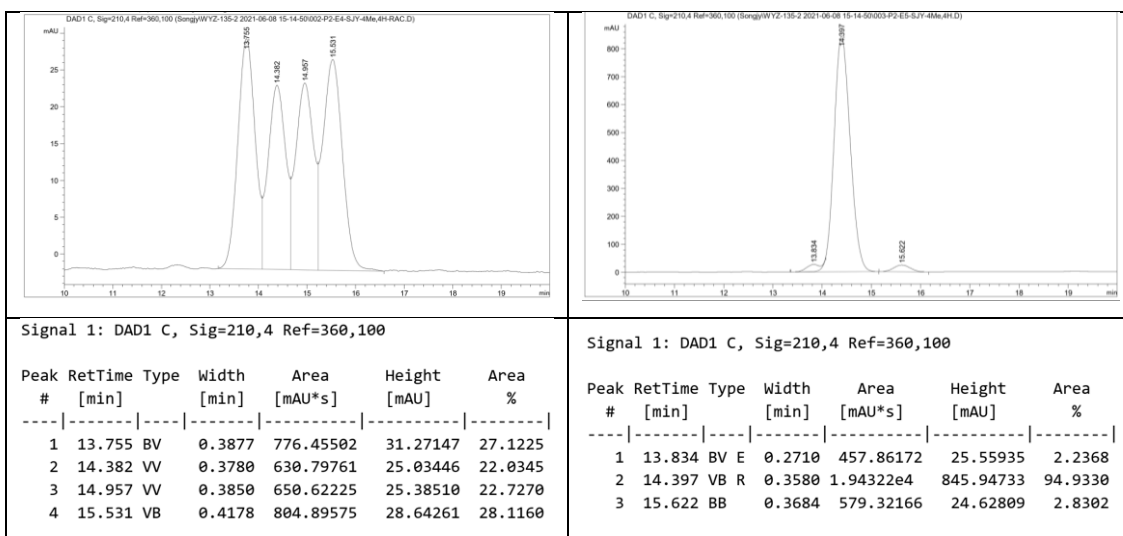 DAD1 C, Sig=210,4 Ref=360,100 (Songjy\WYZ-135-2 2021-06-08 15-14-50\002-P2-E4-SJY-4Me,4H-RAC.D)
mAU
25
20
15
10
5
0
13.755
14.382
14.957
15.531
10 11 12 13 14 15 16 17 18 19 min
DAD1 C, Sig=210,4 Ref=360,100 (Songjy\WYZ-135-2 2021-06-08 15-14-50\003-P2-E5-SJY-4Me,4H.D)
mAU
800
700
600
500
400
300
200
100
0
13.834
14.397
15.622
10 11 12 13 14 15 16 17 18 19 min
Signal 1: DAD1 C, Sig=210,4 Ref=360,100
Peak RetTime Type Width Area Height Area
# [min] [min] [mAU*s] [mAU] %
----|-------|----|-------|----------|----------|--------|
1 13.755 BV 0.3877 776.45502 31.27147 27.1225
2 14.382 VV 0.3780 630.79761 25.03446 22.0345
3 14.957 VV 0.3850 650.62225 25.38510 22.7270
4 15.531 VB 0.4178 804.89575 28.64261 28.1160
Signal 1: DAD1 C, Sig=210,4 Ref=360,100
Peak RetTime Type Width Area Height Area
# [min] [min] [mAU*s] [mAU] %
----|-------|----|-------|----------|----------|--------|
1 13.834 BV E 0.2710 457.86172 25.55935 2.2368
2 14.397 VB R 0.3580 1.94322e4 845.94733 94.9330
3 15.622 BB 0.3684 579.32166 24.62809 2.8302